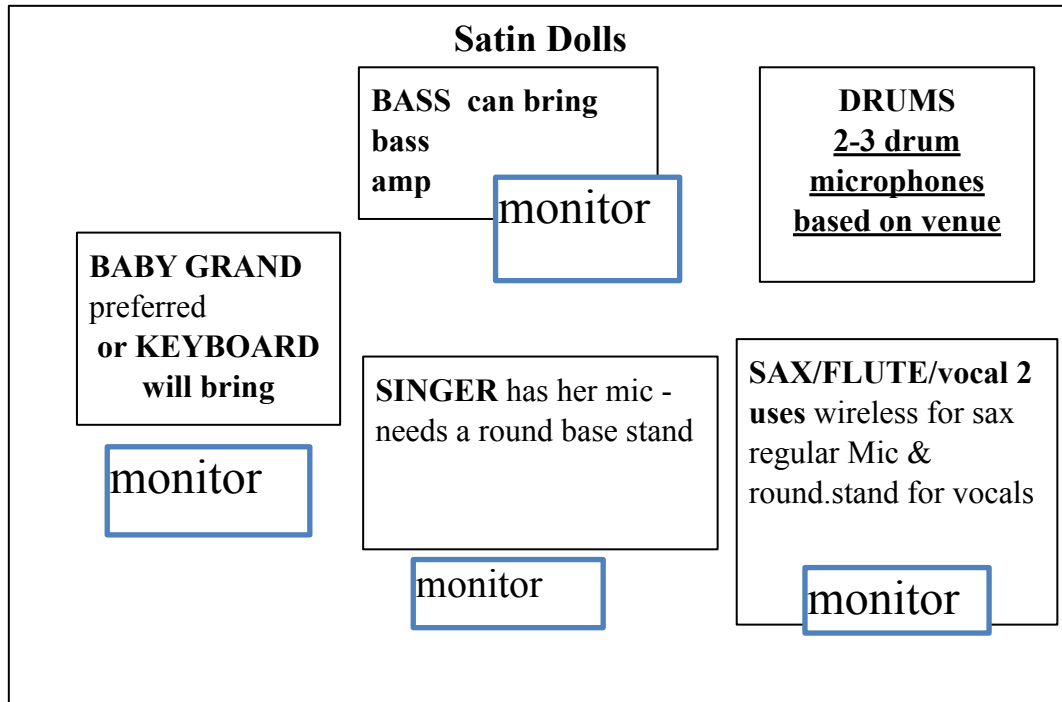 Satin Dolls
BASS  can bring
bass
amp
monitor
DRUMS
2-3 drum
microphones
based on venue
BABY GRAND
preferred
or KEYBOARD
will bring
monitor
SINGER has her mic -
needs a round base stand
monitor
SAX/FLUTE/vocal 2
uses wireless for sax
regular Mic &
round.stand for vocals
monitor